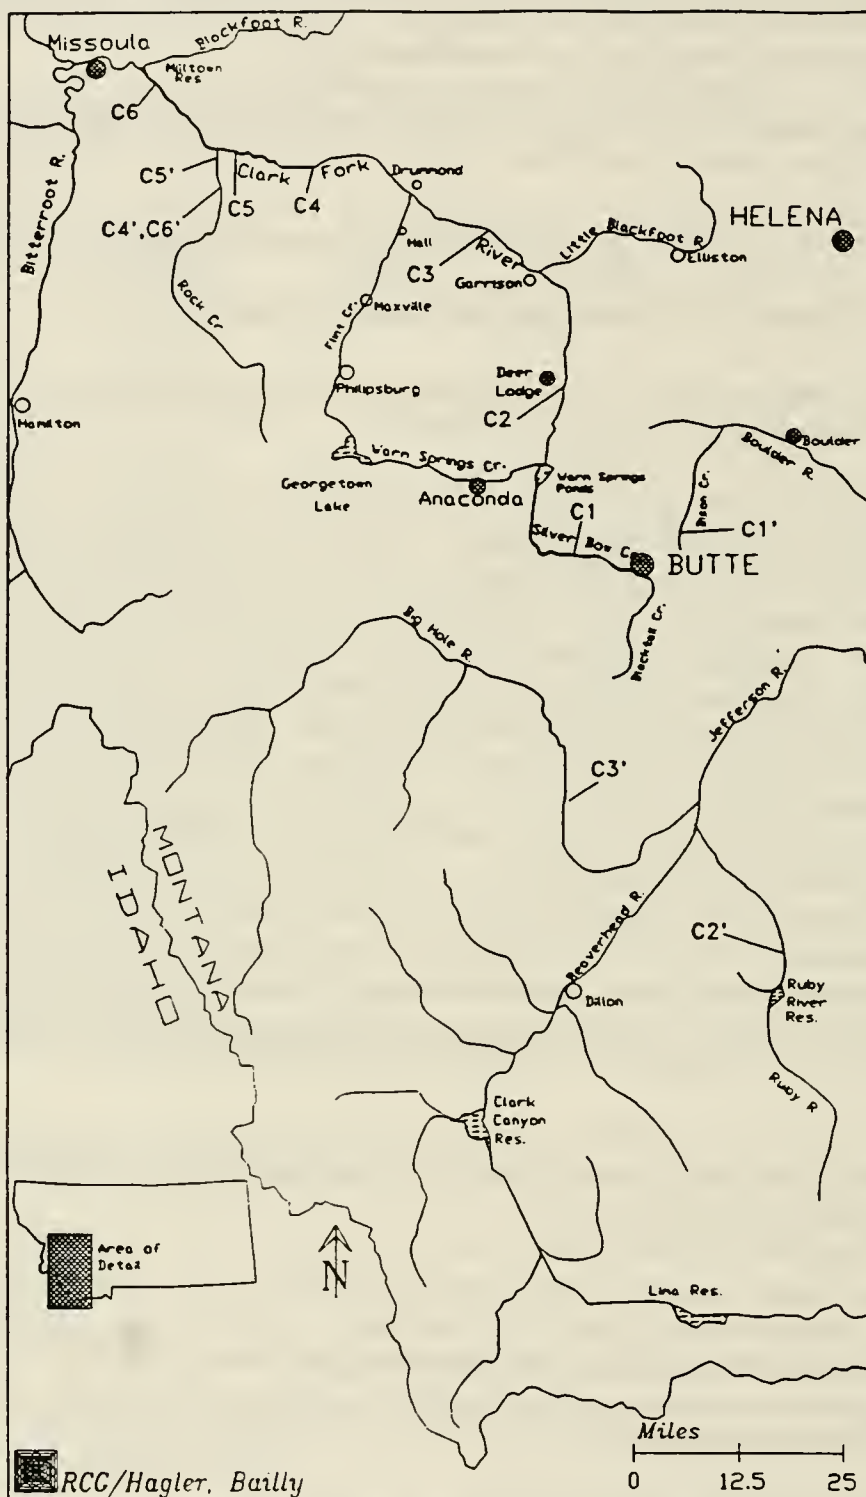 Missoula
Blackfoot R.
Milltown
Res
C6
Bitterroot R.
C5'
Clark
Fork
Drummond
C5
C4
C4',C6'
Hall
C3
River
Little Blackfoot R
HELENA
Elliston
Garrison
Rock Cr
Flint Cr.
Maxville
Philipsburg
Deer
Lodge
C2
Hamilton
Boulder R.
Boulder
Warm Springs Cr.
Georgetown
Lake
Anaconda
Warm Springs
Ponds
C1
Bison Cr.
C1'
Silver Bow Cr
BUTTE
Blacktail Cr.
Big Hole R.
Jefferson R.
C3'
MONTANA
IDAHO
Beaverhead R.
C2'
Dillon
Ruby
River
Res.
Ruby R
Clark
Canyon
Res.
Area of
Detail
N
Lima Res.
Miles
0 12.5 25
RCG/Hagler, Bailly